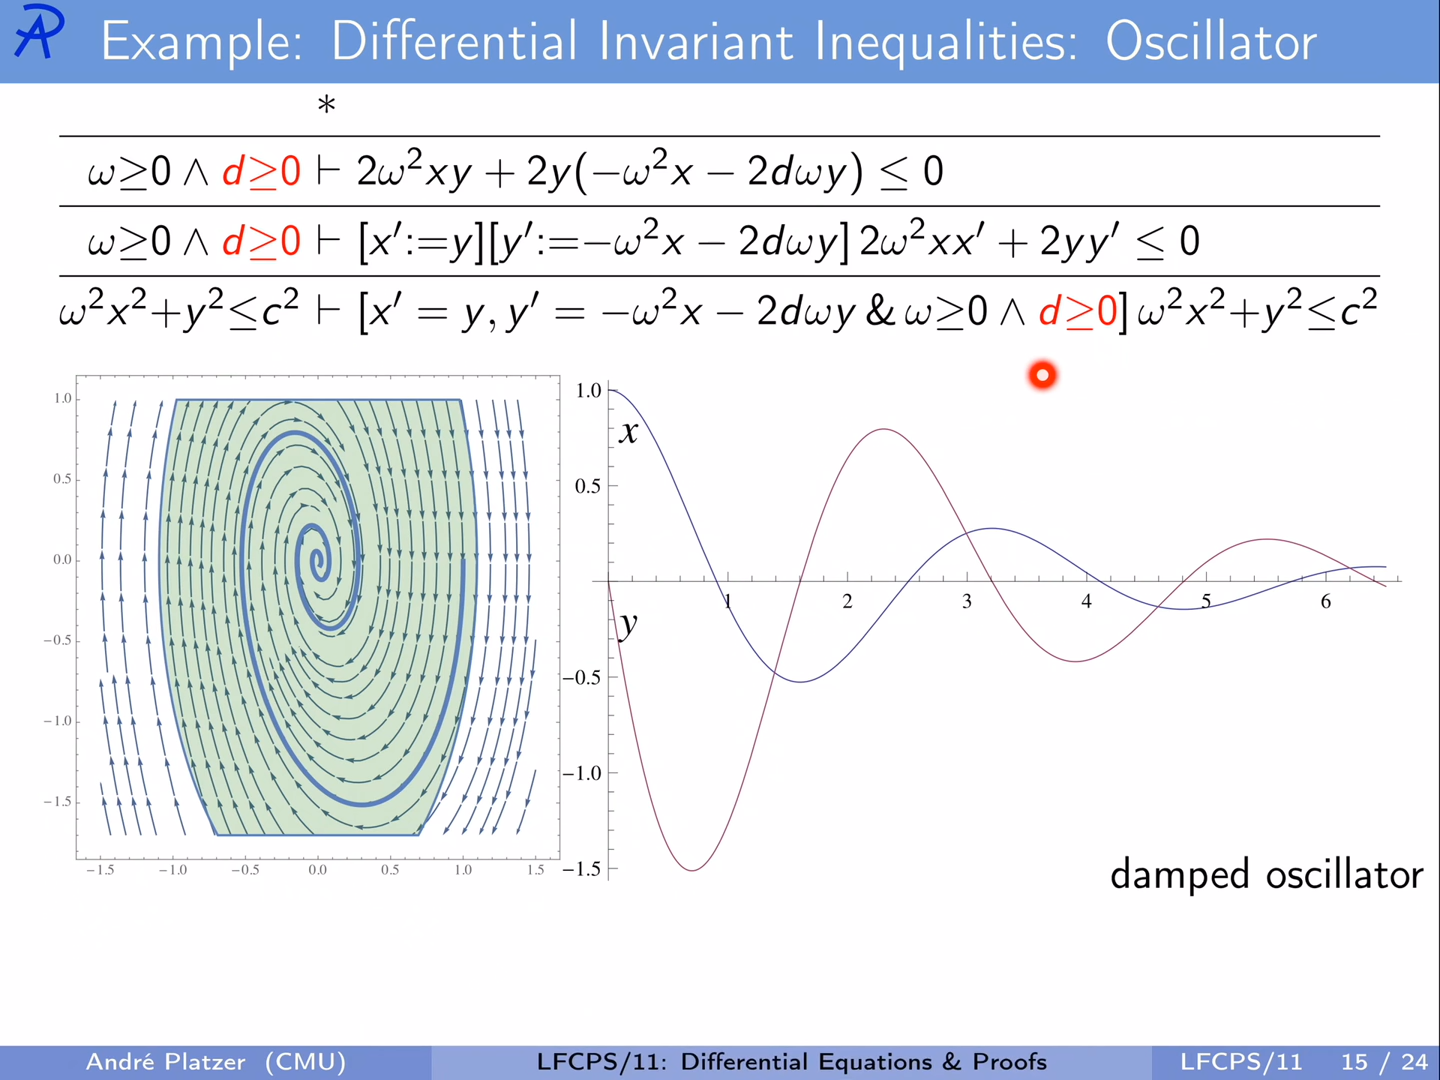 Example: Differential Invariant Inequalities: Oscillator
*
ω≥0 ∧ d≥0 ⊢ 2ω²xy + 2y(−ω²x − 2dωy) ≤ 0
ω≥0 ∧ d≥0 ⊢ [x′:=y][y′:=−ω²x − 2dωy] 2ω²xx′ + 2yy′ ≤ 0
ω²x²+y²≤c² ⊢ [x′ = y, y′ = −ω²x − 2dωy & ω≥0 ∧ d≥0] ω²x²+y²≤c²
1.0
0.5
0.0
−0.5
−1.0
−1.5
−1.5 −1.0 −0.5 0.0 0.5 1.0 1.5
1.0
x
0.5
1 2 3 4 5 6
y
−0.5
−1.0
−1.5
damped oscillator
André Platzer (CMU) LFCPS/11: Differential Equations & Proofs LFCPS/11 15 / 24